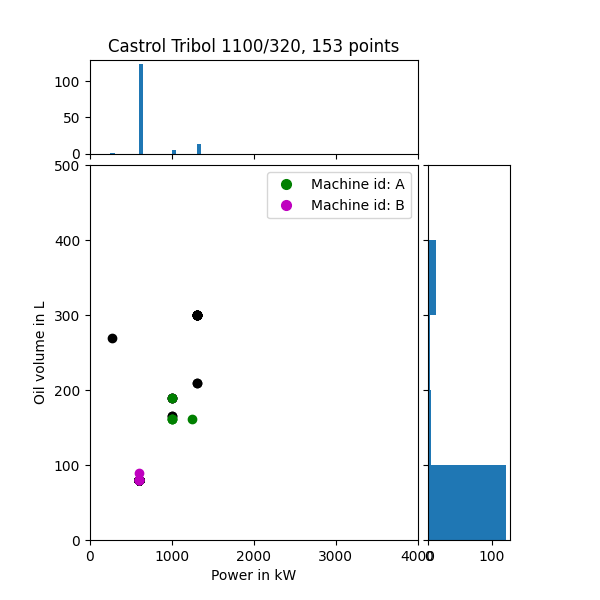 Castrol Tribol 1100/320, 153 points
100
50
0
500
400
300
200
100
0
Oil volume in L
Machine id: A
Machine id: B
0 1000 2000 3000 4000
0 100
Power in kW